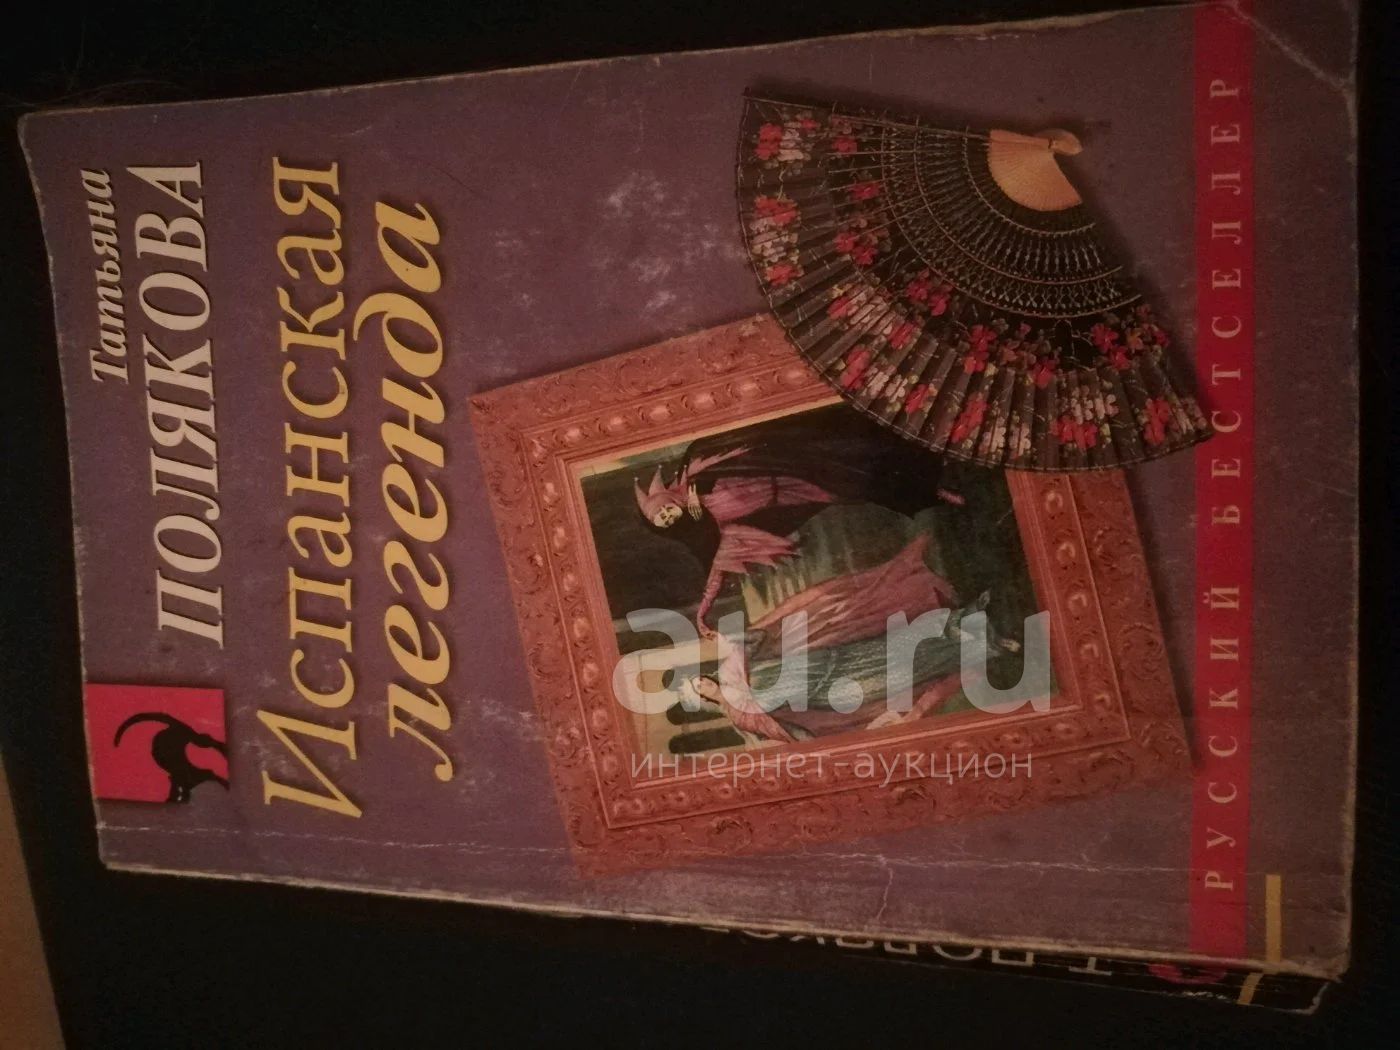 Татьяна
ПОЛЯКОВА
Испанская
легенда
РУССКИЙ БЕСТСЕЛЛЕР
au.ru
интернет-аукцион